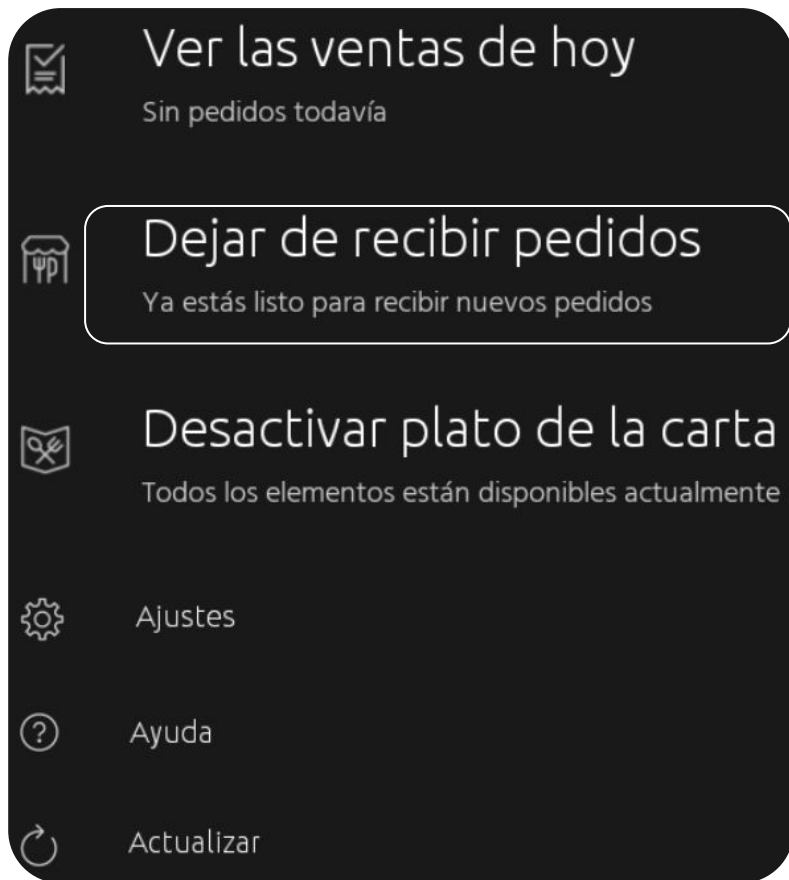 Ver las ventas de hoy
Sin pedidos todavía
Dejar de recibir pedidos
Ya estás listo para recibir nuevos pedidos
Desactivar plato de la carta
Todos los elementos están disponibles actualmente
Ajustes
Ayuda
Actualizar